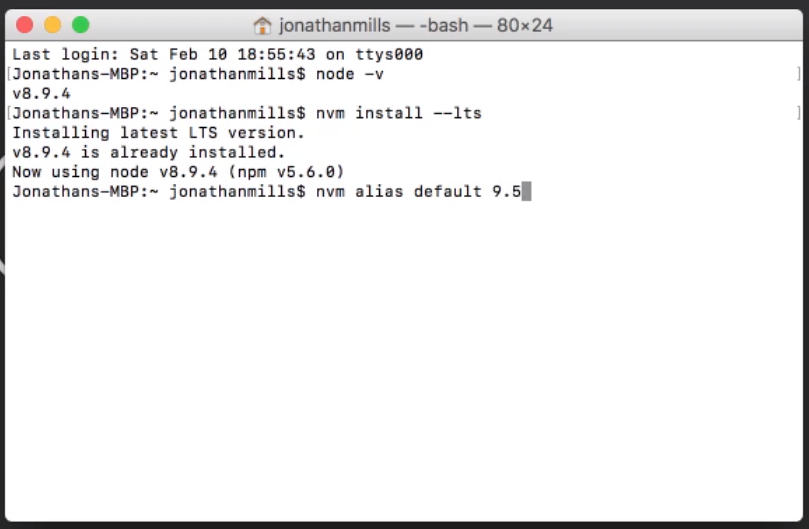 jonathanmills — -bash — 80×24
Last login: Sat Feb 10 18:55:43 on ttys000
[Jonathans-MBP:~ jonathanmills$ node -v ]
v8.9.4
[Jonathans-MBP:~ jonathanmills$ nvm install --lts ]
Installing latest LTS version.
v8.9.4 is already installed.
Now using node v8.9.4 (npm v5.6.0)
Jonathans-MBP:~ jonathanmills$ nvm alias default 9.5